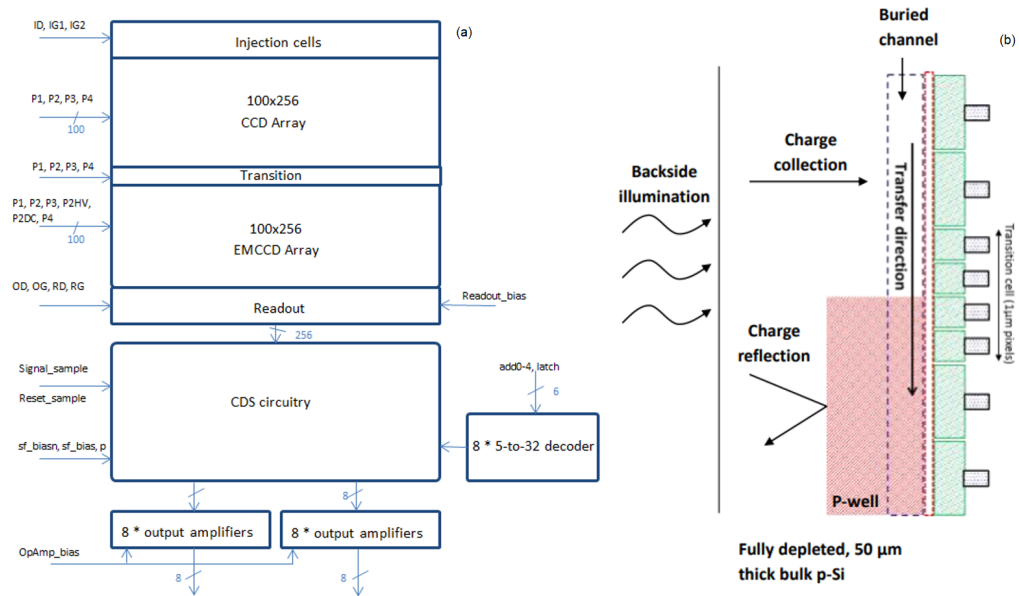 ID, IG1, IG2
Injection cells
(a)
P1, P2, P3, P4
100
100x256
CCD Array
P1, P2, P3, P4
Transition
P1, P2, P3, P2HV,
P2DC, P4
100
100x256
EMCCD Array
OD, OG, RD, RG
Readout
Readout_bias
256
Signal_sample
Reset_sample
CDS circuitry
add0-4, latch
6
sf_biasn, sf_bias, p
8 * 5-to-32 decoder
8
8 * output amplifiers
8 * output amplifiers
OpAmp_bias
8
8
Buried
channel
(b)
Charge
collection
Backside
illumination
Transfer direction
Transition cell (1µm pixels)
Charge
reflection
P-well
Fully depleted, 50 µm
thick bulk p-Si